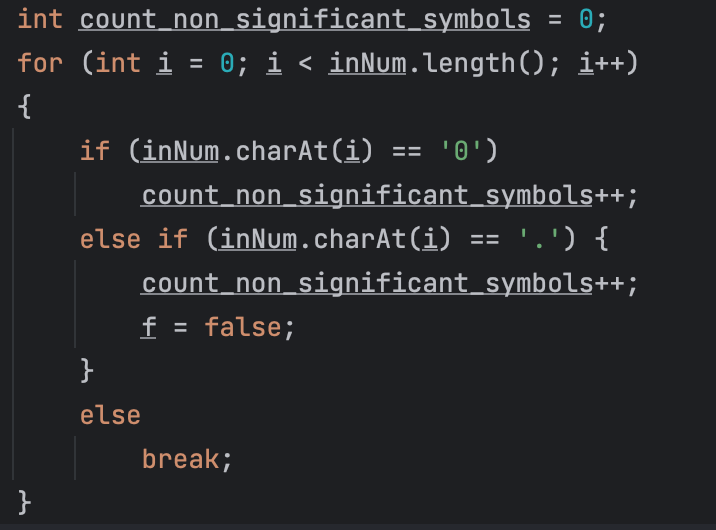 int count_non_significant_symbols = 0;
for (int i = 0; i < inNum.length(); i++)
{
    if (inNum.charAt(i) == '0')
        count_non_significant_symbols++;
    else if (inNum.charAt(i) == '.') {
        count_non_significant_symbols++;
        f = false;
    }
    else
        break;
}